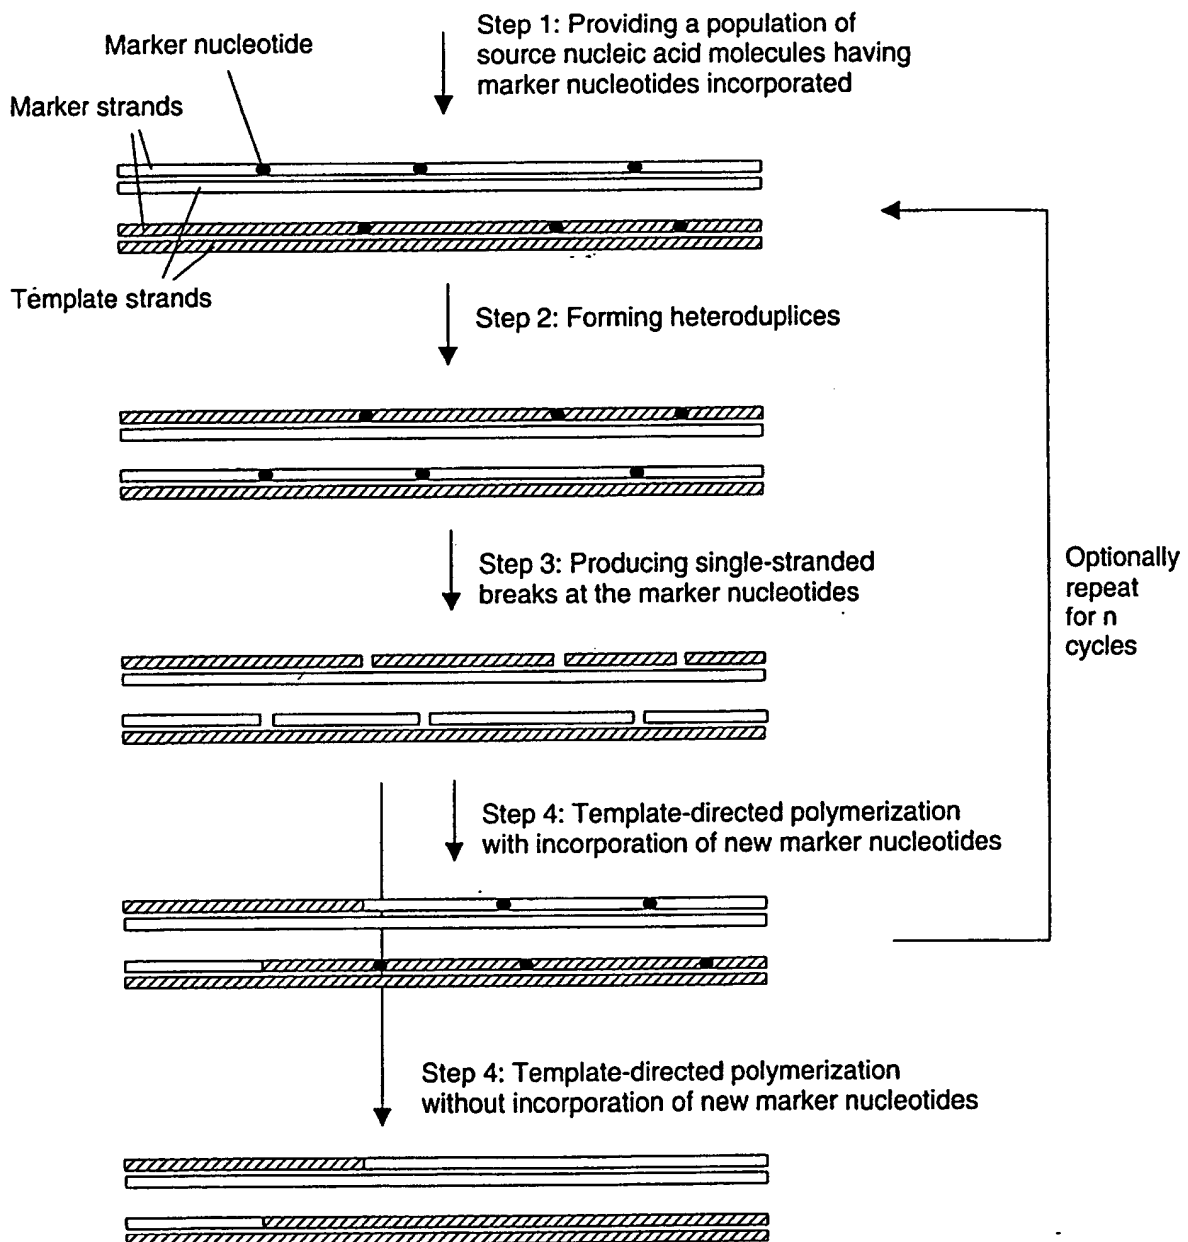 Step 1: Providing a population of
source nucleic acid molecules having
marker nucleotides incorporated
Marker nucleotide
Marker strands
Template strands
Step 2: Forming heteroduplices
Step 3: Producing single-stranded
breaks at the marker nucleotides
Optionally
repeat
for n
cycles
Step 4: Template-directed polymerization
with incorporation of new marker nucleotides
Step 4: Template-directed polymerization
without incorporation of new marker nucleotides